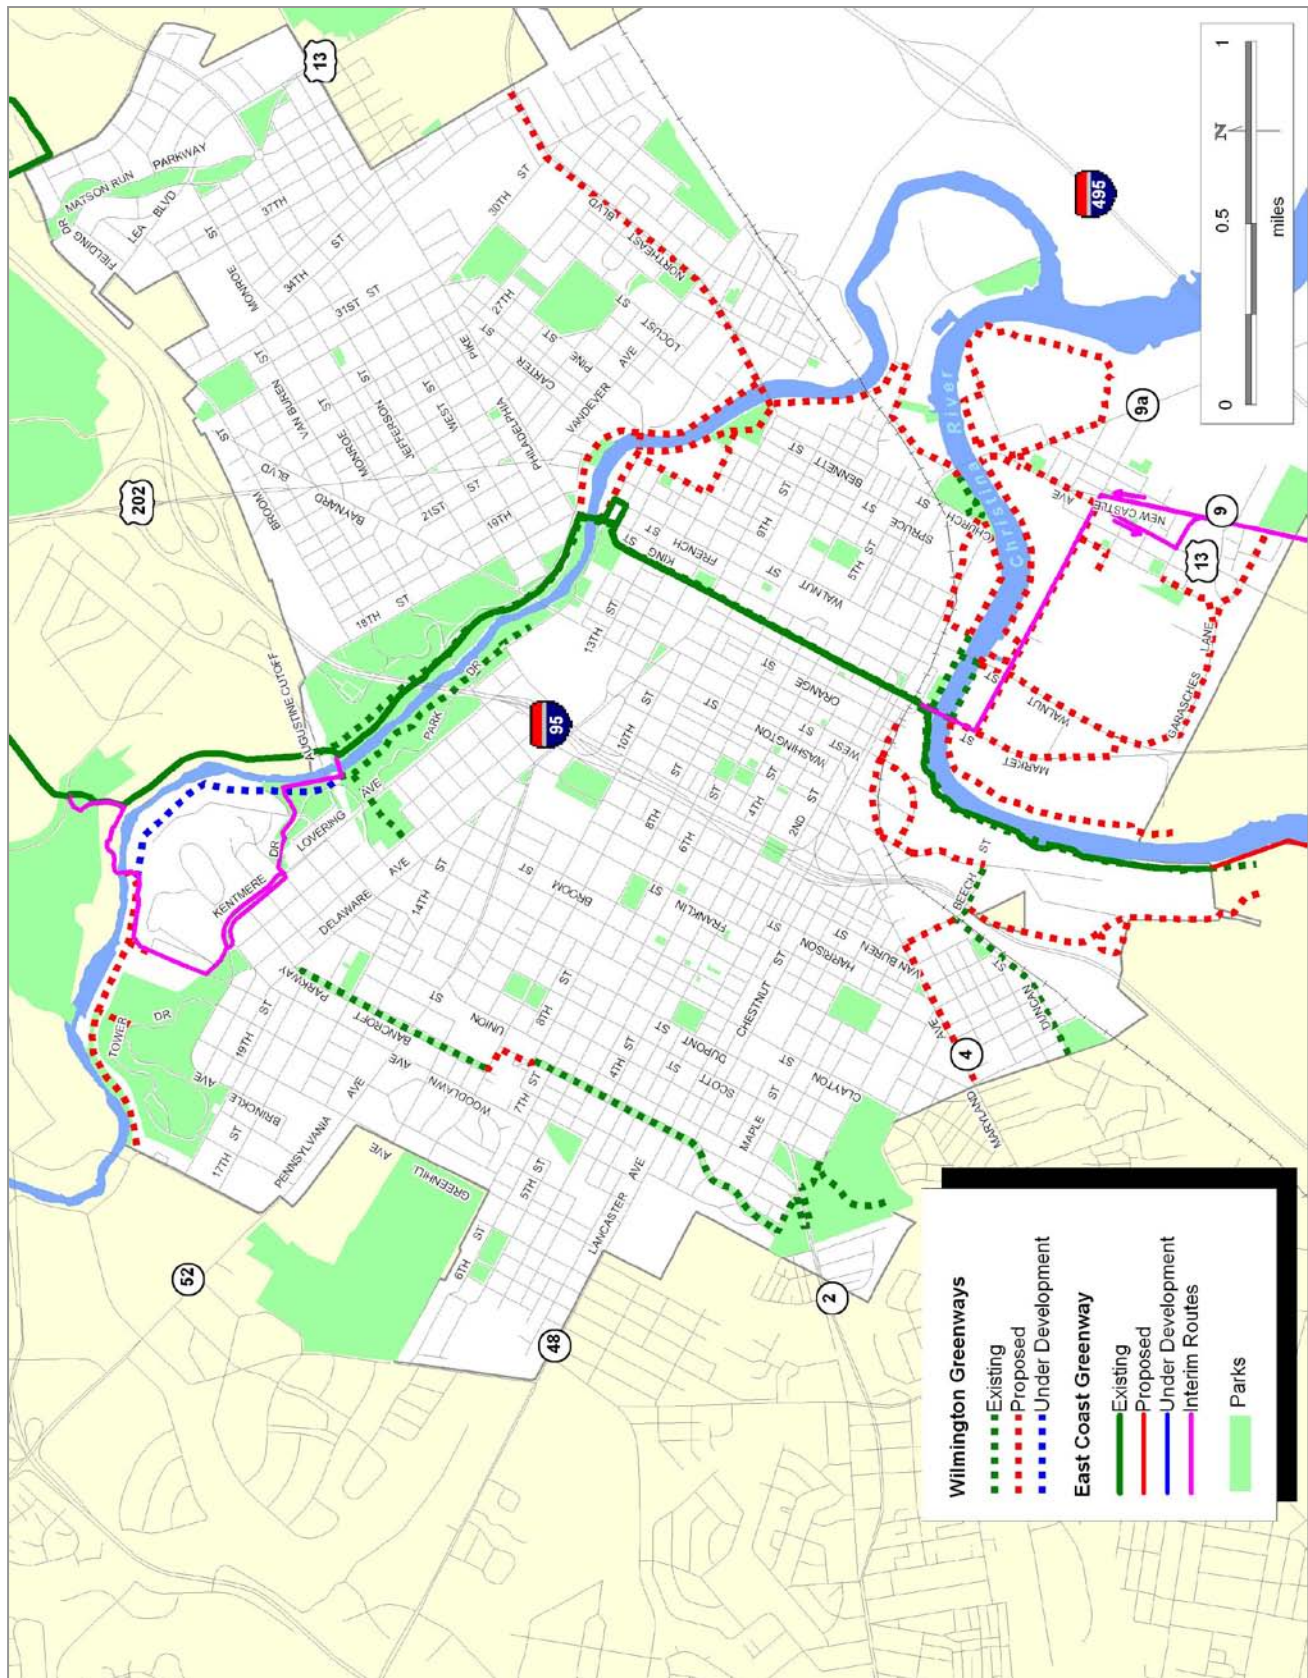 13
MATSON RUN
PARKWAY
FIELDING DR
LEA
BLVD
37TH
ST
MONROE
34TH
ST
31ST
ST
30TH
ST
202
BROOM
ST
BLVD
VAN BUREN
ST
BAYNARD
MONROE
ST
JEFFERSON
ST
WEST
ST
PIKE
ST
27TH
ST
CARTER
PHILADELPHIA
21ST
ST
19TH
ST
PINE
ST
VANDEVER
AVE
LOCUST
NORTHEAST
BLVD
495
18TH
ST
AUGUSTINE CUTOFF
KING
ST
FRENCH
ST
WALNUT
ST
9TH
ST
BENNETT
ST
5TH
ST
SPRUCE
ST
CHURCH
Christina River
9a
NEW CASTLE
AVE
9
13
WALNUT
ST
MARKET
ST
GARASCHES
LANE
DR
PARK
95
13TH
ST
10TH
ST
ORANGE
ST
WEST
ST
WASHINGTON
ST
8TH
ST
6TH
ST
4TH
ST
2ND
ST
LOVERING
AVE
KENTMERE
DR
DELAWARE
AVE
14TH
ST
BROOM
ST
FRANKLIN
ST
HARRISON
ST
VAN BUREN
ST
BEECH
ST
PARKWAY
19TH
ST
TOWER
DR
BRINCKLE
AVE
17TH
ST
PENNSYLVANIA
AVE
BANCROFT
UNION
ST
WOODLAWN
AVE
8TH
ST
7TH
ST
4TH
ST
DUPONT
ST
SCOTT
ST
CHESTNUT
ST
CLAYTON
ST
MAPLE
ST
DUNCAN
ST
MARYLAND
AVE
4
GREENHILL
AVE
5TH
ST
6TH
ST
LANCASTER
AVE
52
48
2
Wilmington Greenways
Existing
Proposed
Under Development
East Coast Greenway
Existing
Proposed
Under Development
Interim Routes
Parks
N
0 0.5 1
miles